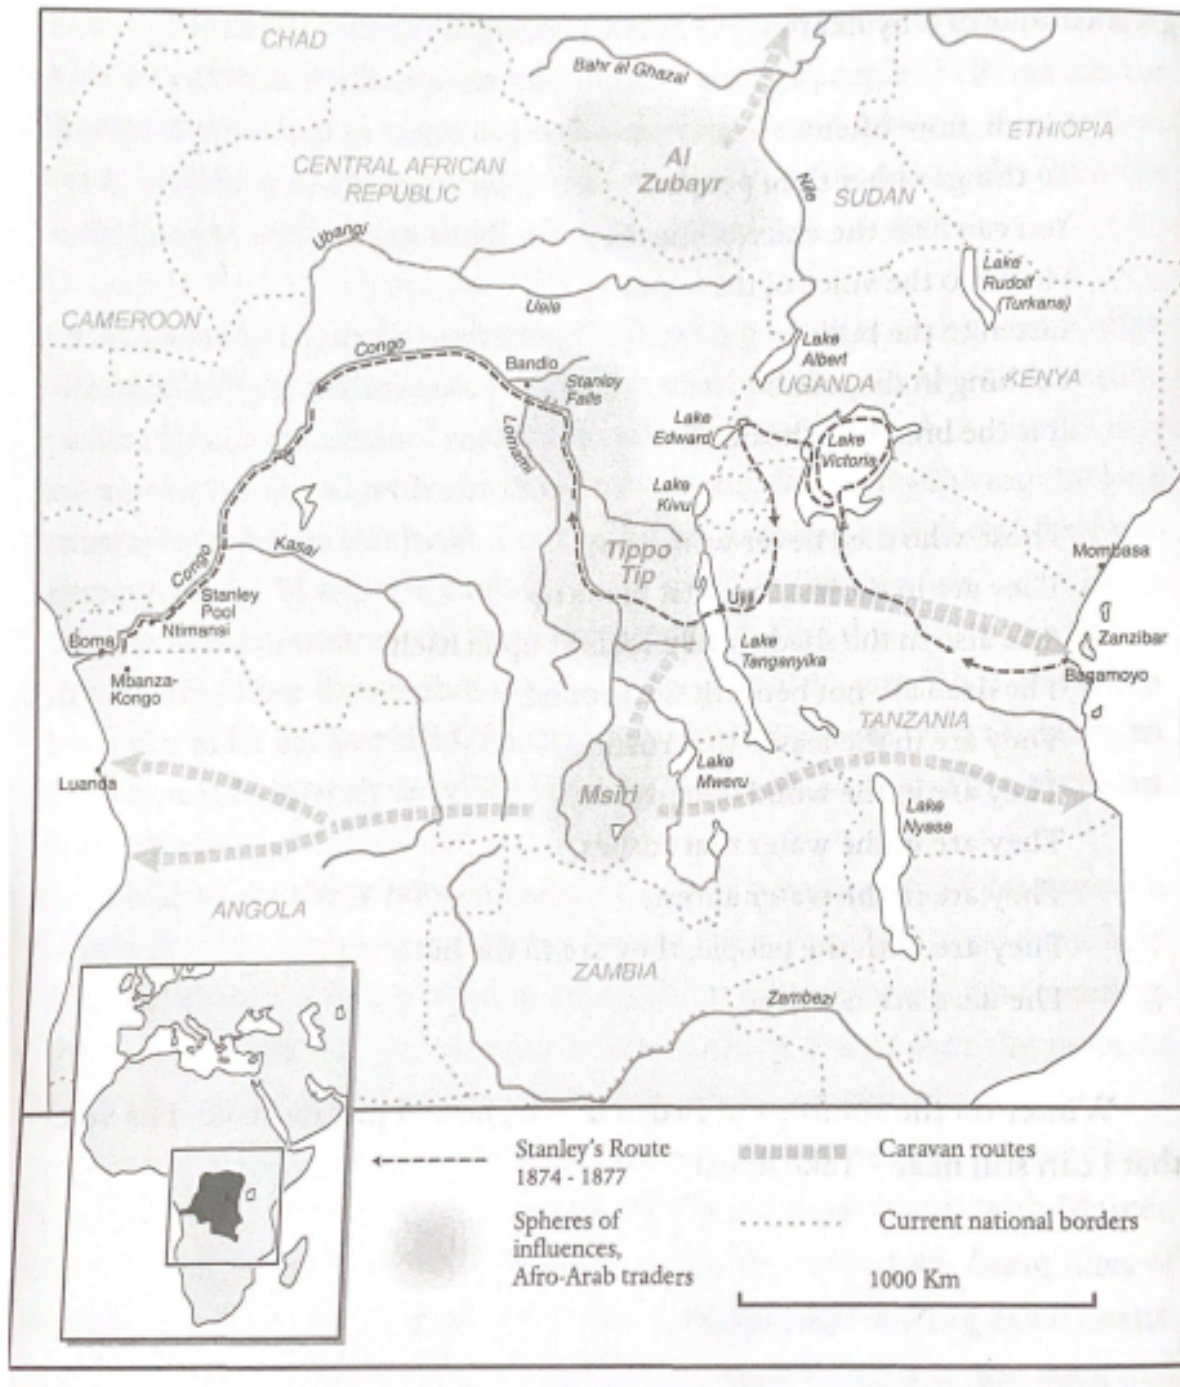 CHAD
Bahr al Ghazal
ETHIOPIA
CENTRAL AFRICAN
REPUBLIC
Al
Zubayr
Nile
SUDAN
Ubangi
Lake
Rudolf
(Turkana)
Uele
CAMEROON
Congo
Bandio
Stanley
Falls
Lake
Albert
UGANDA
KENYA
Lomami
Lake
Edward
Lake
Victoria
Lake
Kivu
Kasai
Tippo
Tip
Mombasa
Congo
Stanley
Pool
Ntimansi
Boma
Ujiji
Zanzibar
Lake
Tanganyika
Bagamoyo
Mbanza-
Kongo
TANZANIA
Luanda
Lake
Mweru
Msiri
Lake
Nyasa
ANGOLA
ZAMBIA
Zambezi
Stanley's Route
1874 - 1877
Caravan routes
Spheres of
influences,
Afro-Arab traders
Current national borders
1000 Km